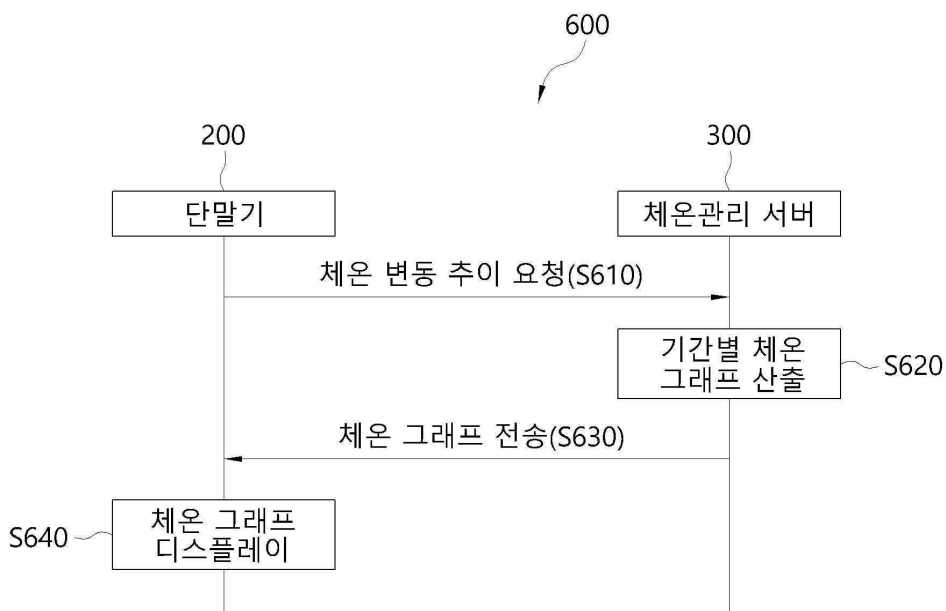 600
200
300
단말기
체온관리 서버
체온 변동 추이 요청(S610)
기간별 체온
그래프 산출
S620
체온 그래프 전송(S630)
체온 그래프
디스플레이
S640